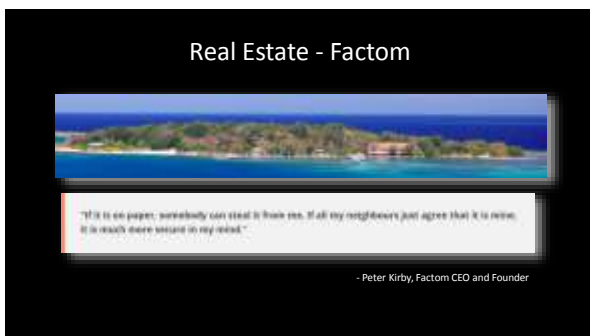 Real Estate - Factom
"If it is on paper, somebody can steal it from me. If all my neighbours just agree that it is mine,
it is much more secure in my mind."
- Peter Kirby, Factom CEO and Founder